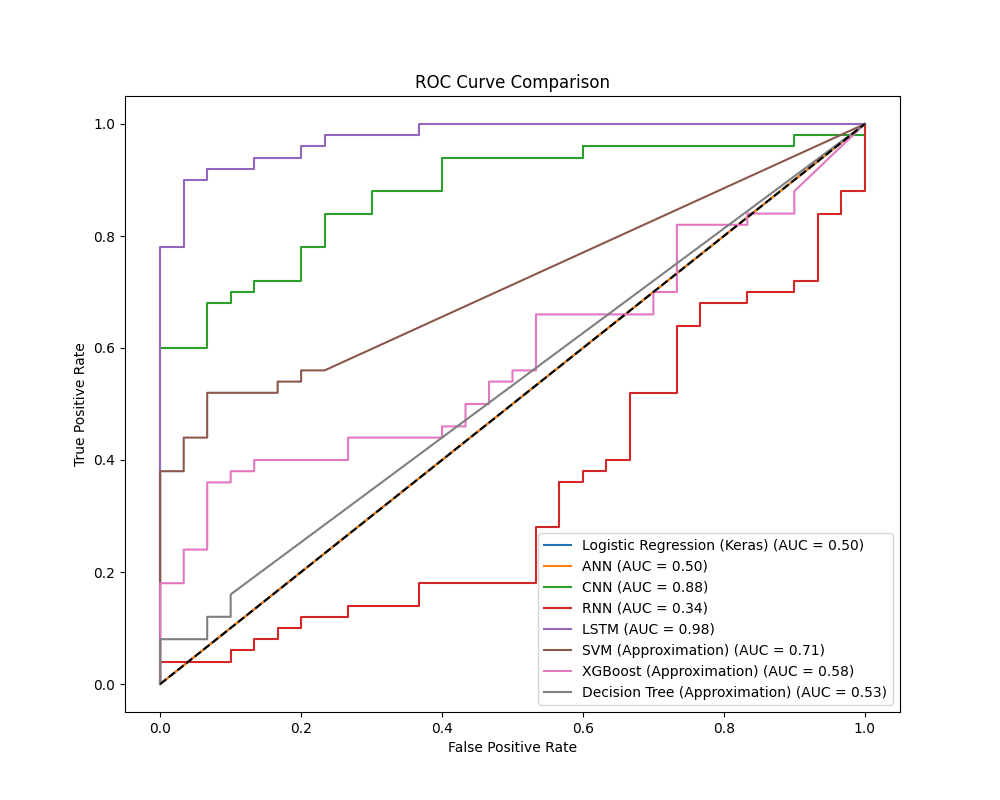 ROC Curve Comparison
1.0
0.8
0.6
0.4
0.2
0.0
True Positive Rate
Logistic Regression (Keras) (AUC = 0.50)
ANN (AUC = 0.50)
CNN (AUC = 0.88)
RNN (AUC = 0.34)
LSTM (AUC = 0.98)
SVM (Approximation) (AUC = 0.71)
XGBoost (Approximation) (AUC = 0.58)
Decision Tree (Approximation) (AUC = 0.53)
0.0 0.2 0.4 0.6 0.8 1.0
False Positive Rate